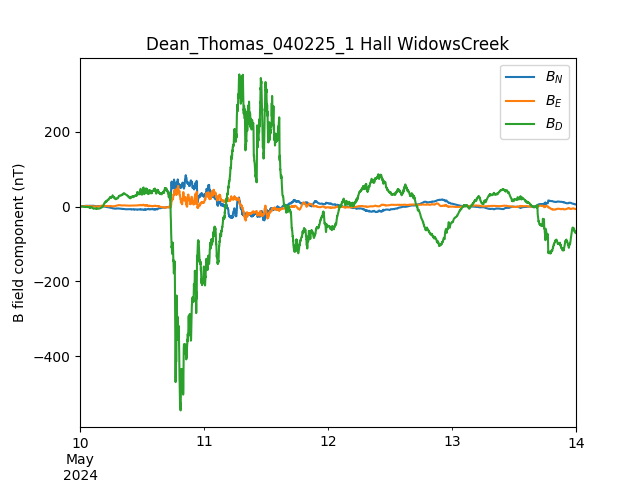 Dean_Thomas_040225_1 Hall WidowsCreek
B field component (nT)
200
0
−200
−400
B_N
B_E
B_D
10
11
12
13
14
May
2024